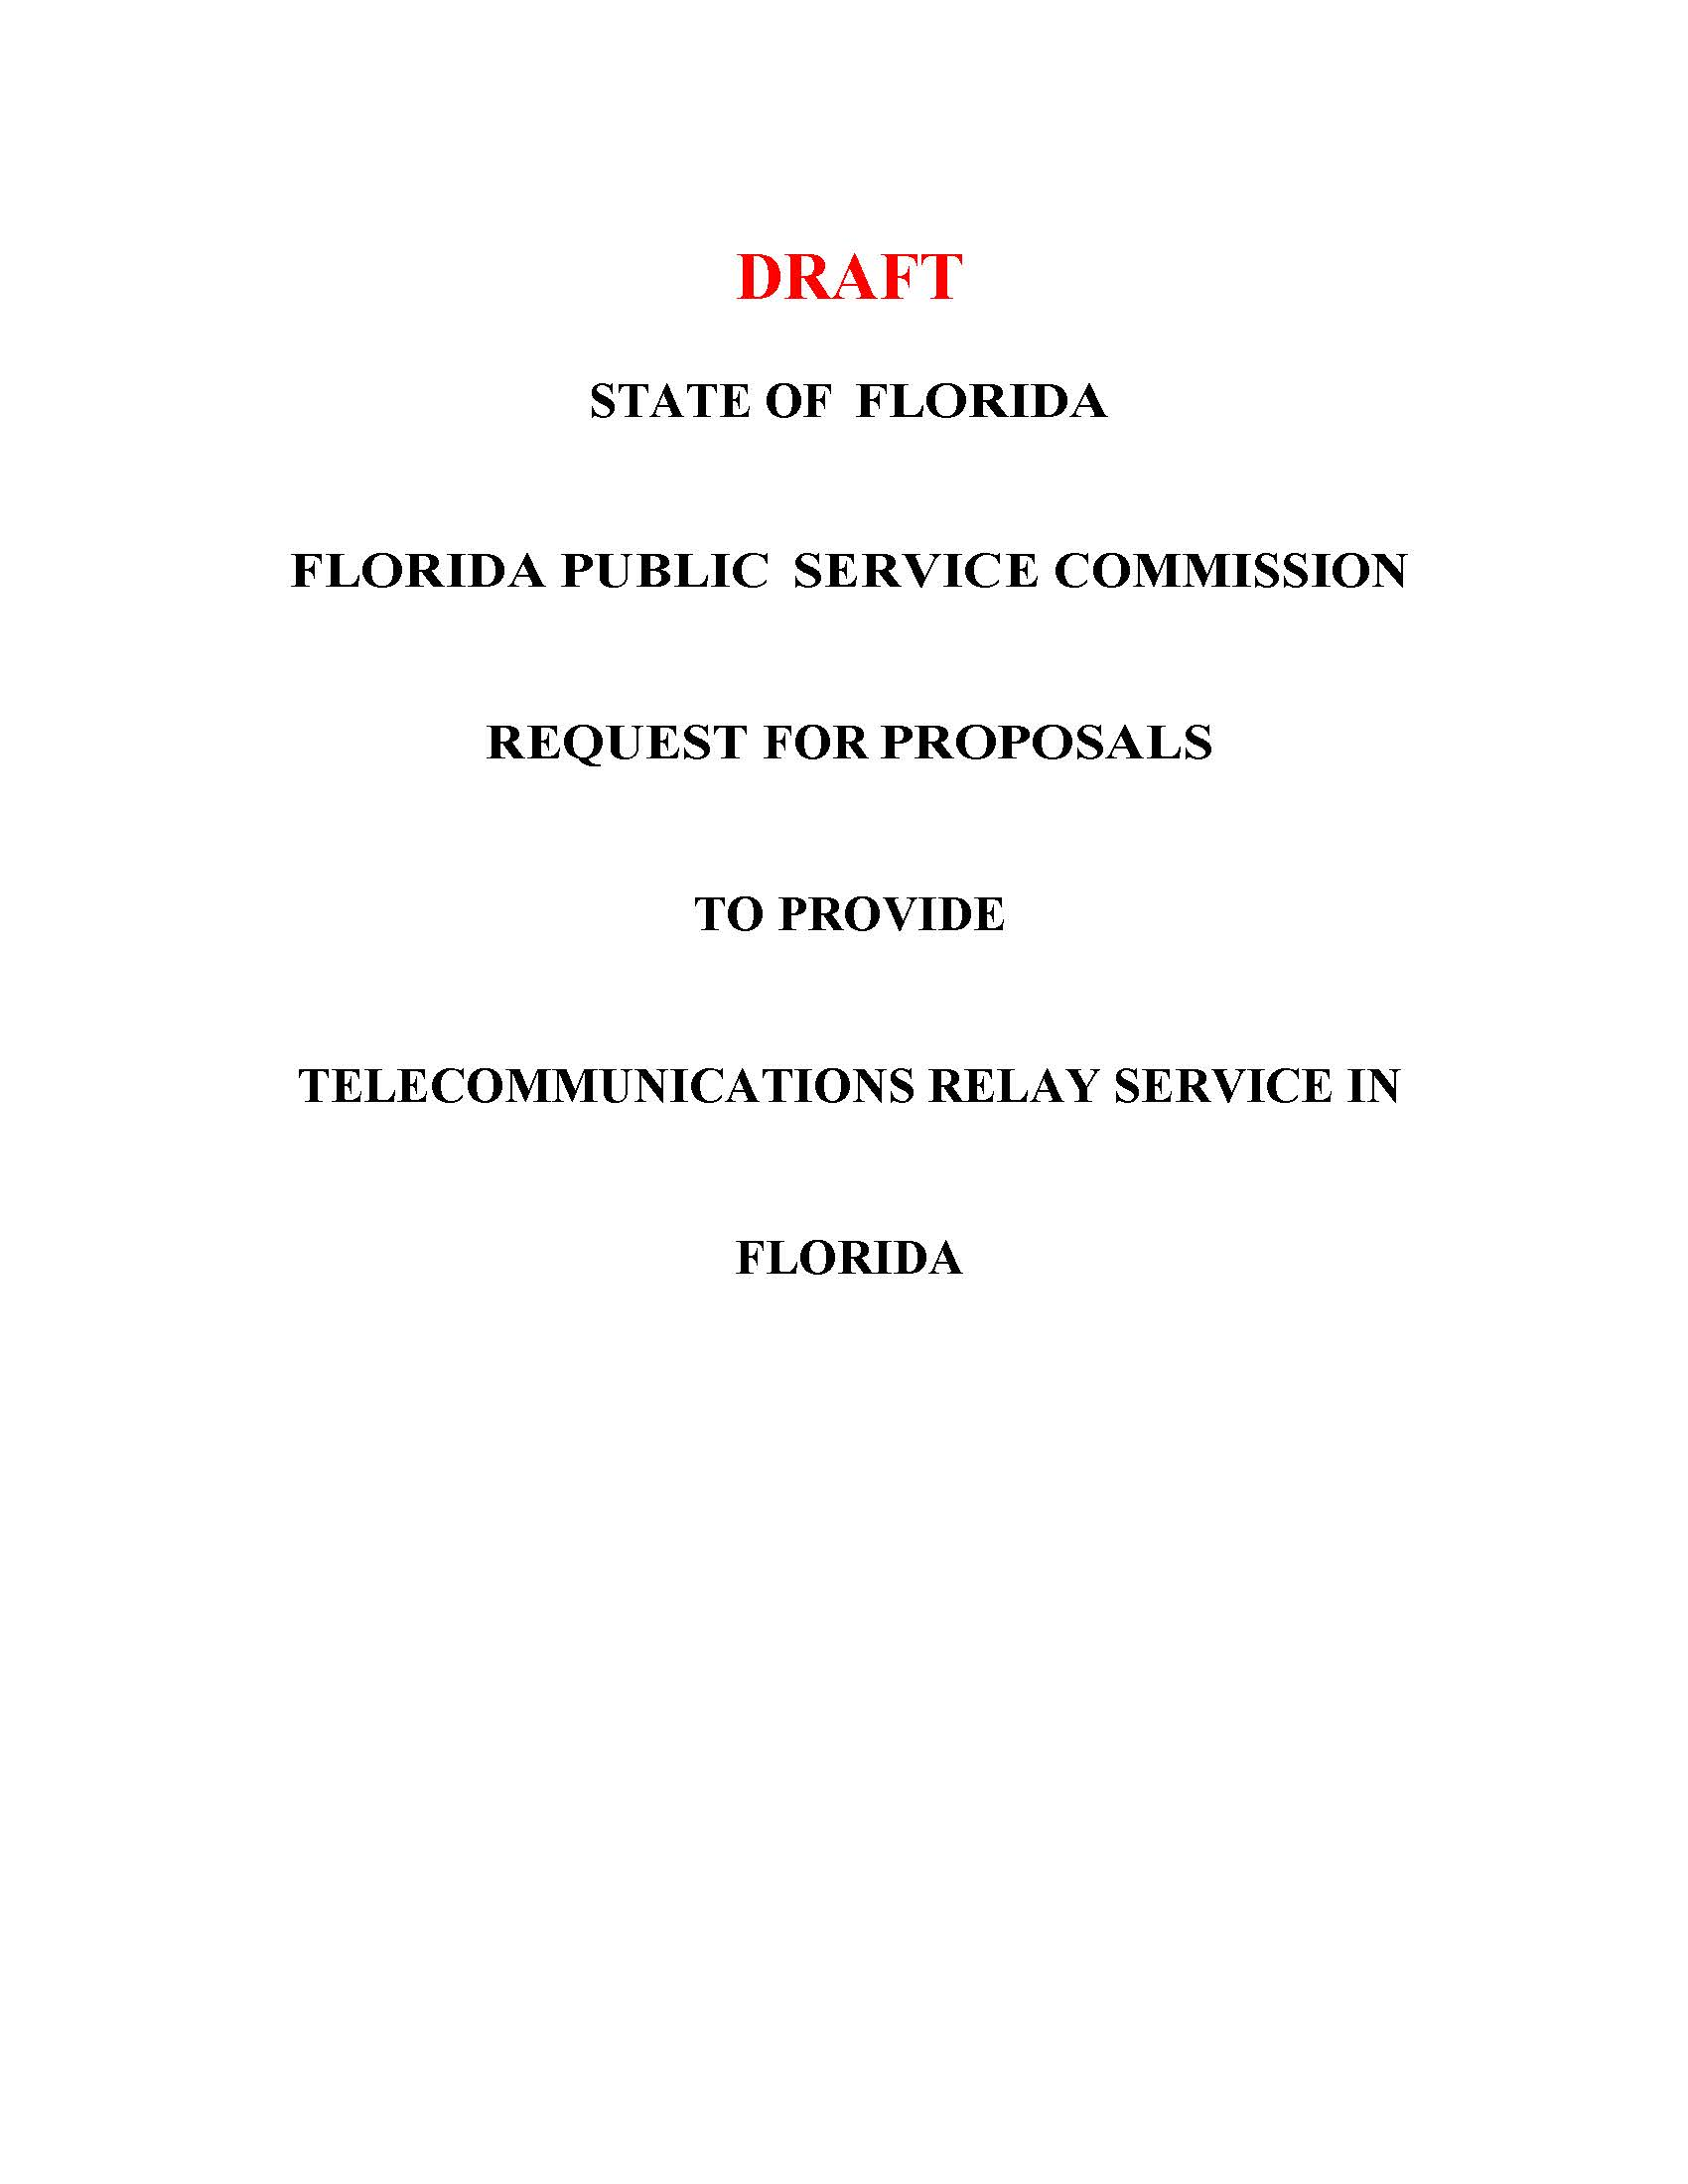 DRAFT
STATE OF FLORIDA
FLORIDA PUBLIC SERVICE COMMISSION
REQUEST FOR PROPOSALS
TO PROVIDE
TELECOMMUNICATIONS RELAY SERVICE IN
FLORIDA